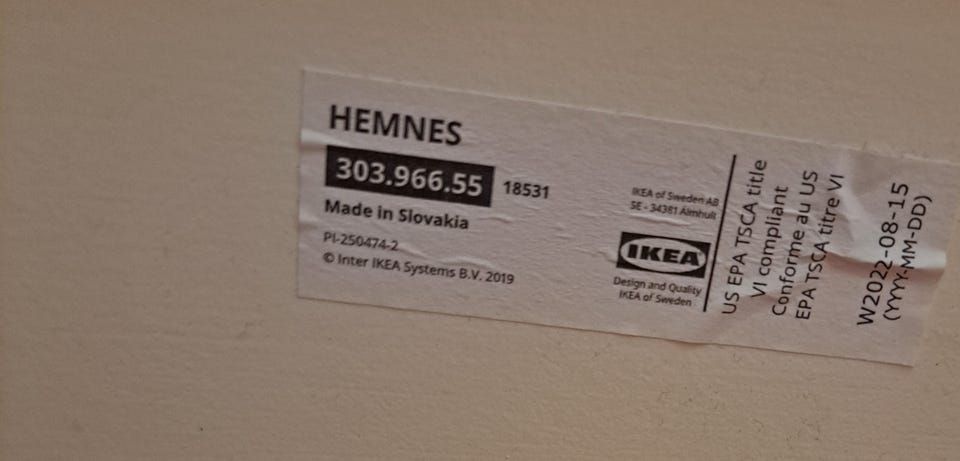 HEMNES
303.966.55 18531
Made in Slovakia
PI-250474-2
© Inter IKEA Systems B.V. 2019
IKEA of Sweden AB
SE - 34381 Älmhult
IKEA
Design and Quality
IKEA of Sweden
US EPA TSCA title
VI compliant
Conforme au US
EPA TSCA titre VI
W2022-08-15
(YYYY-MM-DD)